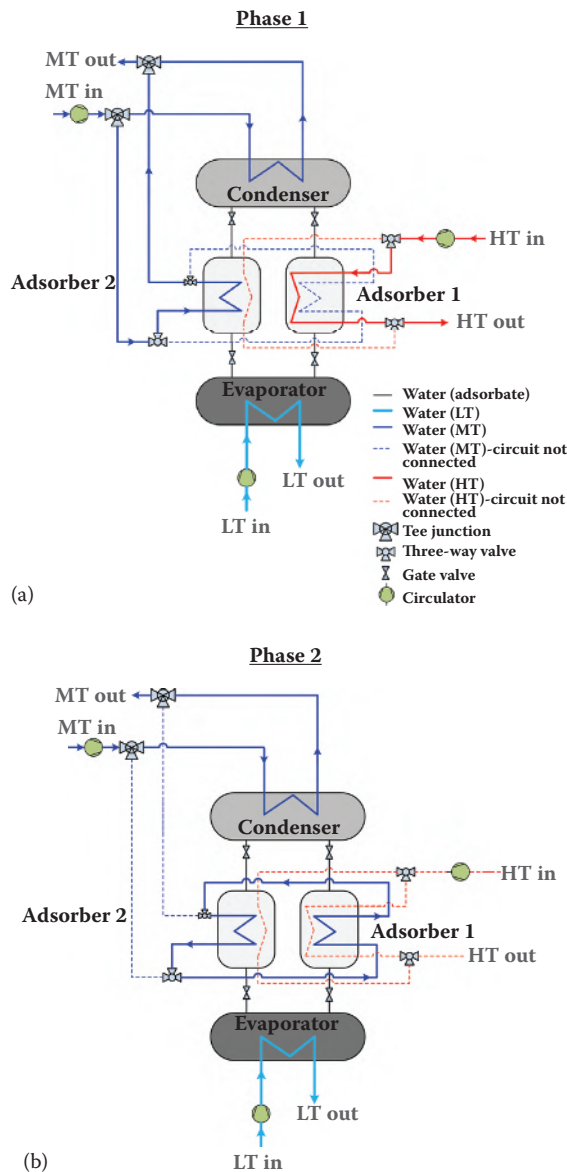 Phase 1
MT out
MT in
Condenser
HT in
Adsorber 2
Adsorber 1
HT out
Evaporator
LT out
LT in
Water (adsorbate)
Water (LT)
Water (MT)
Water (MT)-circuit not
connected
Water (HT)
Water (HT)-circuit not
connected
Tee junction
Three-way valve
Gate valve
Circulator
(a)
Phase 2
MT out
MT in
Condenser
HT in
Adsorber 2
Adsorber 1
HT out
Evaporator
LT out
LT in
(b)